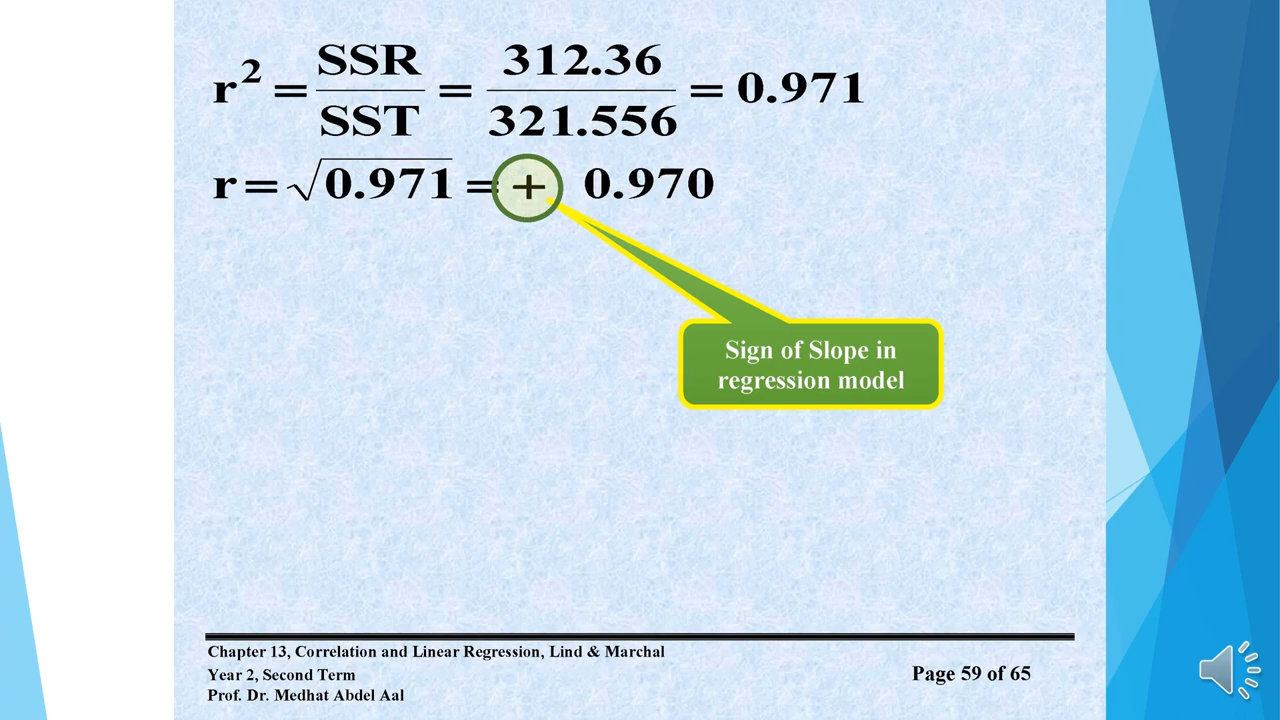 r² = SSR/SST = 312.36/321.556 = 0.971
r = √0.971 = + 0.970
Sign of Slope in
regression model
Chapter 13, Correlation and Linear Regression, Lind & Marchal
Year 2, Second Term
Page 59 of 65
Prof. Dr. Medhat Abdel Aal